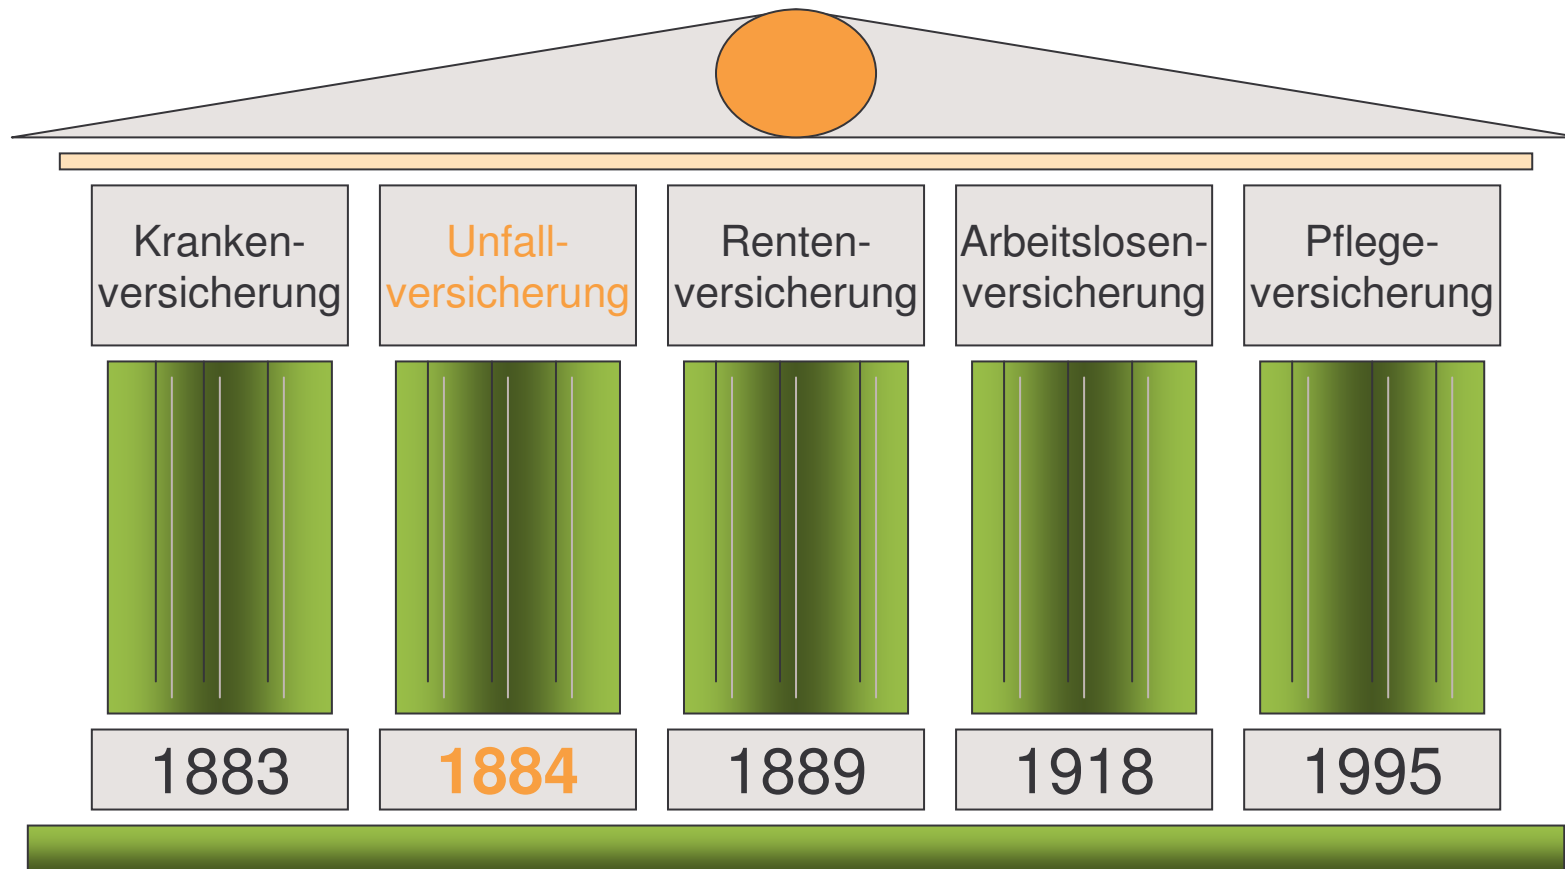 Kranken-
versicherung
Unfall-
versicherung
Renten-
versicherung
Arbeitslosen-
versicherung
Pflege-
versicherung
1883
1884
1889
1918
1995